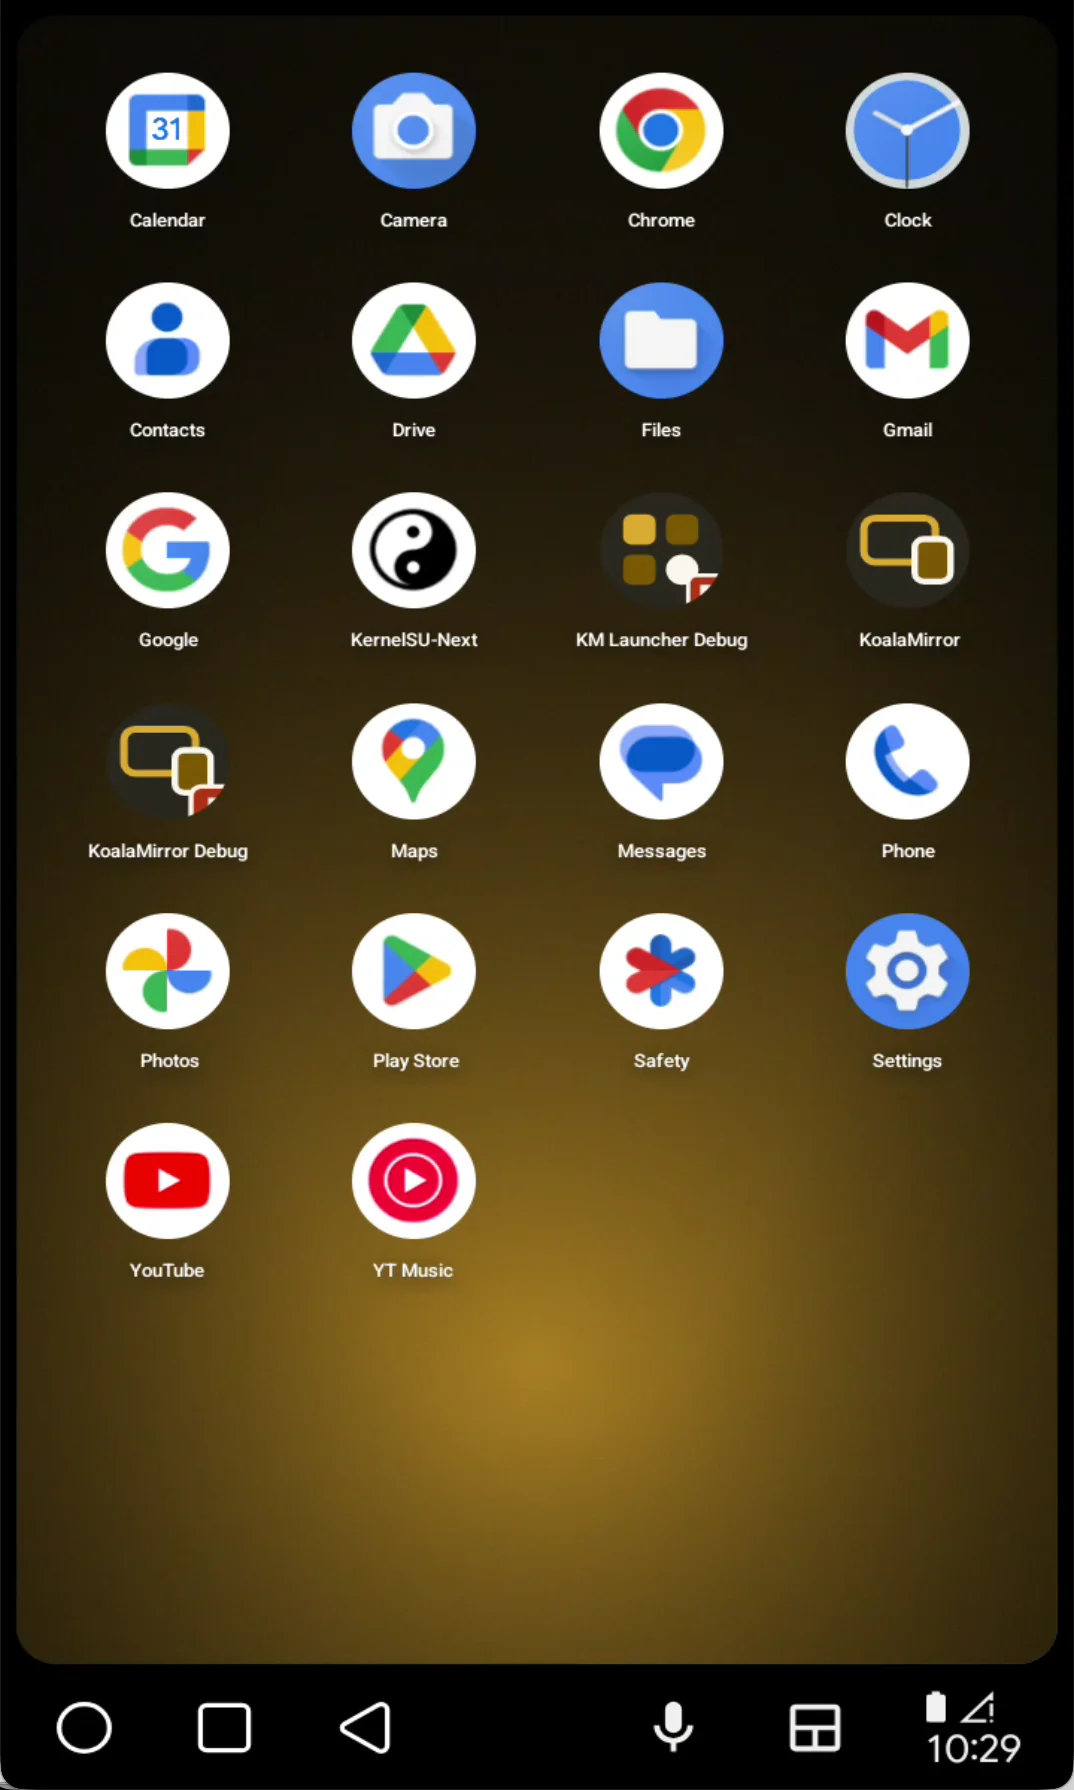 31
Calendar
Camera
Chrome
Clock
Contacts
Drive
Files
Gmail
Google
KernelSU-Next
KM Launcher Debug
KoalaMirror
KoalaMirror Debug
Maps
Messages
Phone
Photos
Play Store
Safety
Settings
YouTube
YT Music
10:29